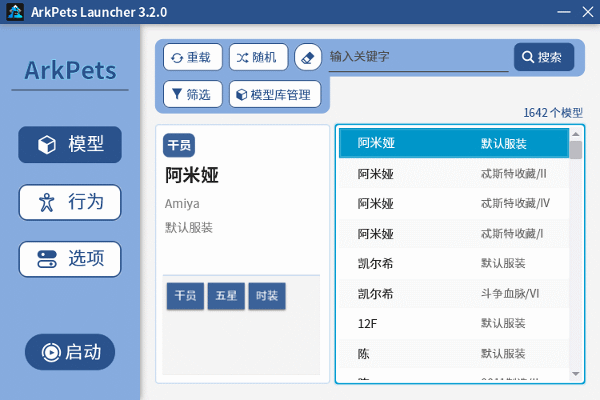 ArkPets Launcher 3.2.0
ArkPets
模型
行为
选项
启动
重载
随机
输入关键字
搜索
筛选
模型库管理
1642 个模型
干员
阿米娅
Amiya
默认服装
干员 五星 时装
阿米娅 默认服装
阿米娅 忒斯特收藏/II
阿米娅 忒斯特收藏/IV
阿米娅 忒斯特收藏/I
凯尔希 默认服装
凯尔希 斗争血脉/VI
12F 默认服装
陈 默认服装